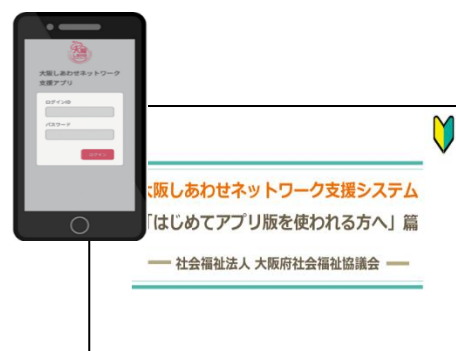 大阪しあわせネットワーク
支援アプリ
ログインID
パスワード
ログイン
大阪しあわせネットワーク支援システム
「はじめてアプリ版を使われる方へ」篇
社会福祉法人 大阪府社会福祉協議会